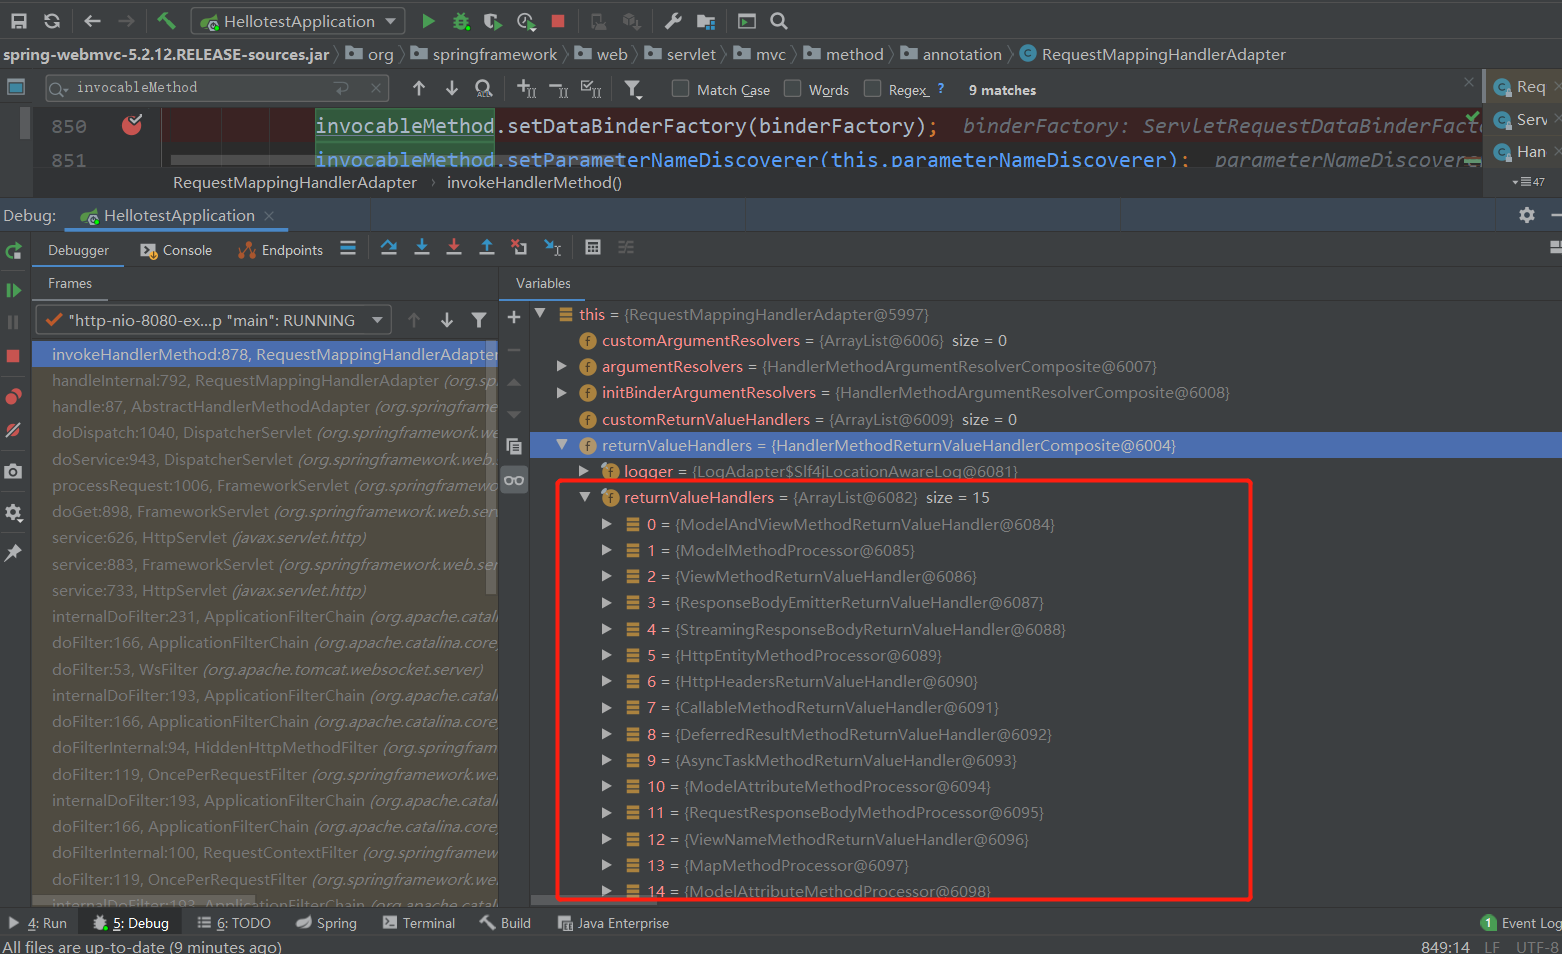 HellotestApplication
spring-webmvc-5.2.12.RELEASE-sources.jar org springframework web servlet mvc method annotation RequestMappingHandlerAdapter
invocableMethod Match Case Words Regex ? 9 matches Req
850 invocableMethod.setDataBinderFactory(binderFactory); binderFactory: ServletRequestDataBinderFacto Serv
851 invocableMethod.setParameterNameDiscoverer(this.parameterNameDiscoverer); parameterNameDiscoverer Han
RequestMappingHandlerAdapter › invokeHandlerMethod() 47
Debug: HellotestApplication
Debugger Console Endpoints
Frames
"http-nio-8080-ex...p "main": RUNNING
invokeHandlerMethod:878, RequestMappingHandlerAdapter
handleInternal:792, RequestMappingHandlerAdapter (org.sp
handle:87, AbstractHandlerMethodAdapter (org.springframe
doDispatch:1040, DispatcherServlet (org.springframework.we
doService:943, DispatcherServlet (org.springframework.web.
processRequest:1006, FrameworkServlet (org.springframewo
doGet:898, FrameworkServlet (org.springframework.web.serv
service:626, HttpServlet (javax.servlet.http)
service:883, FrameworkServlet (org.springframework.web.ser
service:733, HttpServlet (javax.servlet.http)
internalDoFilter:231, ApplicationFilterChain (org.apache.catalina
doFilter:166, ApplicationFilterChain (org.apache.catalina.core)
doFilter:53, WsFilter (org.apache.tomcat.websocket.server)
internalDoFilter:193, ApplicationFilterChain (org.apache.catalina
doFilter:166, ApplicationFilterChain (org.apache.catalina.core)
doFilterInternal:94, HiddenHttpMethodFilter (org.springfram
doFilter:119, OncePerRequestFilter (org.springframework.web
internalDoFilter:193, ApplicationFilterChain (org.apache.catalina
doFilter:166, ApplicationFilterChain (org.apache.catalina.core,
doFilterInternal:100, RequestContextFilter (org.springframew
doFilter:119, OncePerRequestFilter (org.springframework.we
internalDoFilter:193, ApplicationFilterChain (org.apache.catalina
Variables
this = {RequestMappingHandlerAdapter@5997}
customArgumentResolvers = {ArrayList@6006} size = 0
argumentResolvers = {HandlerMethodArgumentResolverComposite@6007}
initBinderArgumentResolvers = {HandlerMethodArgumentResolverComposite@6008}
customReturnValueHandlers = {ArrayList@6009} size = 0
returnValueHandlers = {HandlerMethodReturnValueHandlerComposite@6004}
logger = {LogAdapter$Slf4jLocationAwareLog@6081}
returnValueHandlers = {ArrayList@6082} size = 15
0 = {ModelAndViewMethodReturnValueHandler@6084}
1 = {ModelMethodProcessor@6085}
2 = {ViewMethodReturnValueHandler@6086}
3 = {ResponseBodyEmitterReturnValueHandler@6087}
4 = {StreamingResponseBodyReturnValueHandler@6088}
5 = {HttpEntityMethodProcessor@6089}
6 = {HttpHeadersReturnValueHandler@6090}
7 = {CallableMethodReturnValueHandler@6091}
8 = {DeferredResultMethodReturnValueHandler@6092}
9 = {AsyncTaskMethodReturnValueHandler@6093}
10 = {ModelAttributeMethodProcessor@6094}
11 = {RequestResponseBodyMethodProcessor@6095}
12 = {ViewNameMethodReturnValueHandler@6096}
13 = {MapMethodProcessor@6097}
14 = {ModelAttributeMethodProcessor@6098}
4: Run 5: Debug 6: TODO Spring Terminal Build Java Enterprise 1 Event Log
All files are up-to-date (9 minutes ago) 849:14 LF UTF-8